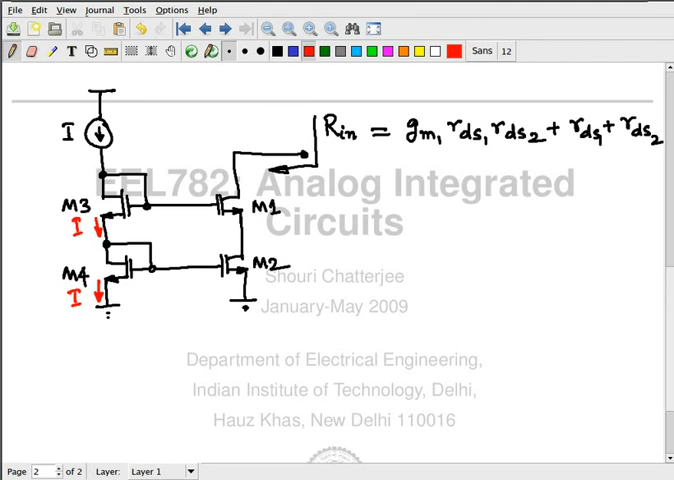 File Edit View Journal Tools Options Help
Sans 12
I
Rin = gm1 rds1 rds2 + rds1 + rds2
EEL782: Analog Integrated
Circuits
M3 M1
I
M4 M2
I
Shouri Chatterjee
January-May 2009
Department of Electrical Engineering,
Indian Institute of Technology, Delhi,
Hauz Khas, New Delhi 110016
Page 2 of 2 Layer: Layer 1